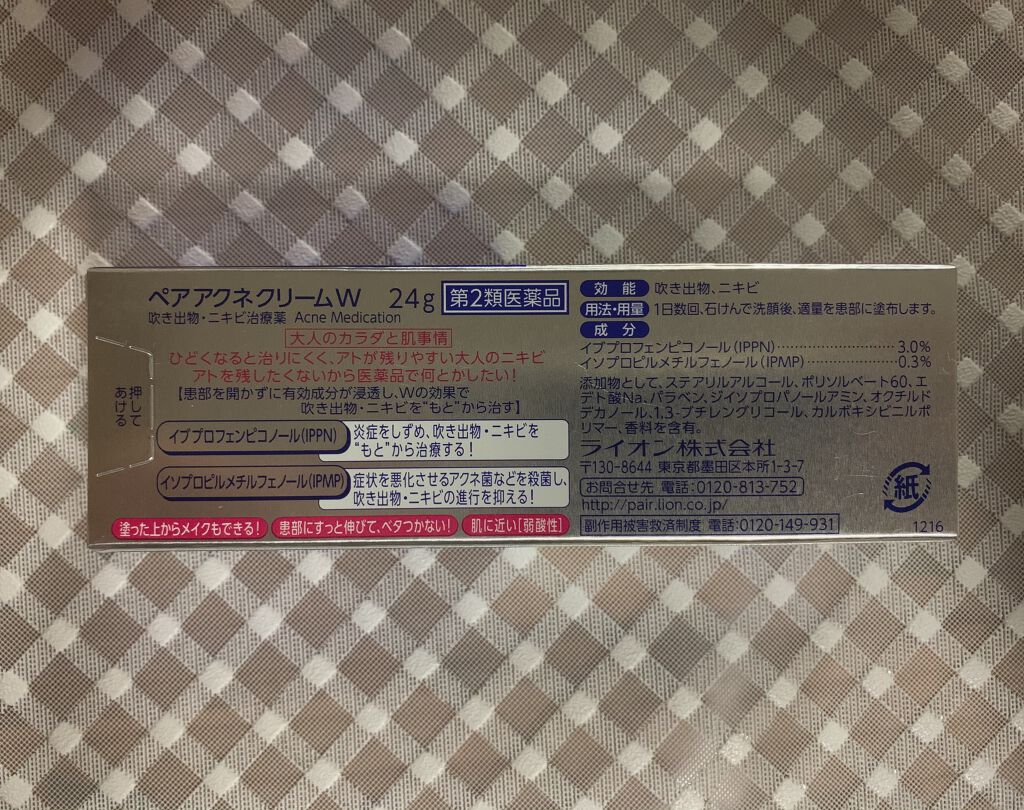 ペアアクネクリームW 24g 第2類医薬品
吹き出物・ニキビ治療薬 Acne Medication
大人のカラダと肌事情
ひどくなると治りにくく、アトが残りやすい大人のニキビ
アトを残したくないから医薬品で何とかしたい!
【患部を開かずに有効成分が浸透し、Wの効果で
吹き出物・ニキビを“もと”から治す】
イブプロフェンピコノール(IPPN)
炎症をしずめ、吹き出物・ニキビを
“もと”から治療する!
イソプロピルメチルフェノール(IPMP)
症状を悪化させるアクネ菌などを殺菌し、
吹き出物・ニキビの進行を抑える!
塗った上からメイクもできる! 患部にすっと伸びて、ベタつかない! 肌に近い[弱酸性]
押して
あける
効能 吹き出物、ニキビ
用法・用量 1日数回、石けんで洗顔後、適量を患部に塗布します。
成分
イブプロフェンピコノール(IPPN)……………………3.0%
イソプロピルメチルフェノール(IPMP)…………………0.3%
添加物として、ステアリルアルコール、ポリソルベート60、エ
デト酸Na、パラベン、ジイソプロパノールアミン、オクチルド
デカノール、1,3-ブチレングリコール、カルボキシビニルポ
リマー、香料を含有。
ライオン株式会社
〒130-8644 東京都墨田区本所1-3-7
お問合せ先 電話:0120-813-752
http://pair.lion.co.jp/
副作用被害救済制度 電話:0120-149-931
紙
1216